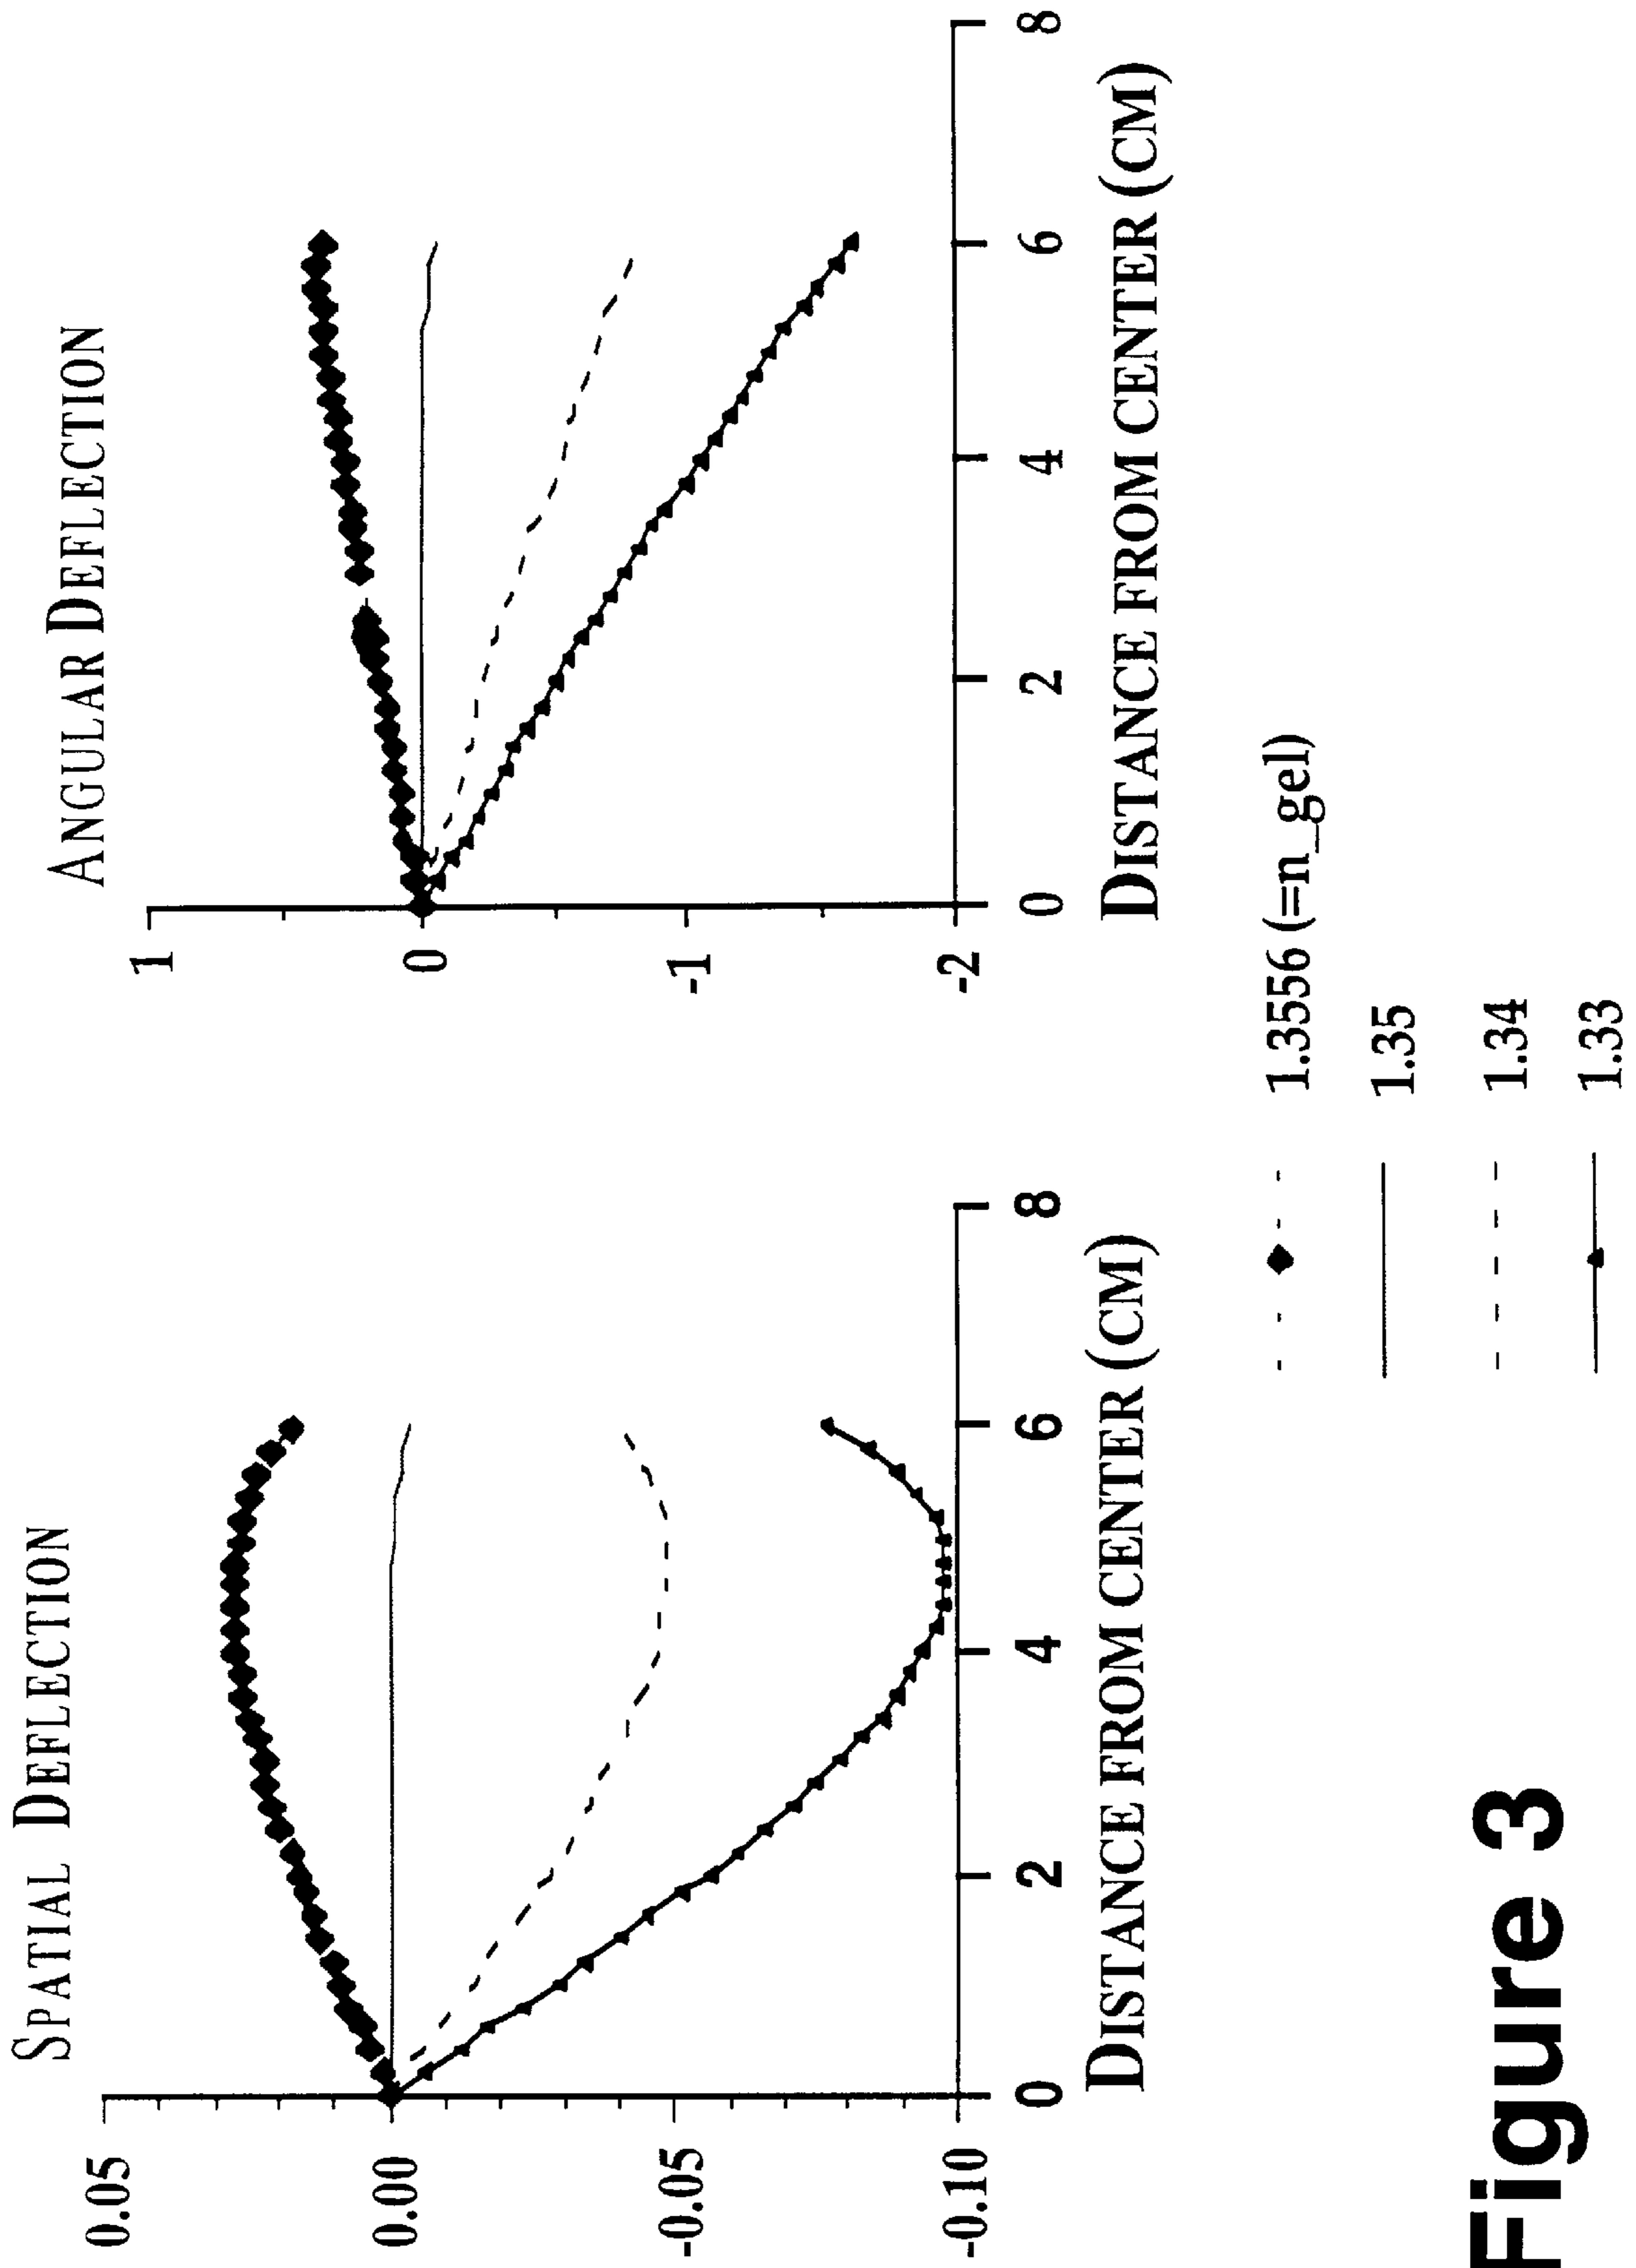 SPATIAL DEFLECTION
0.05
0.00
-0.05
-0.10
0 2 4 6 8
DISTANCE FROM CENTER (CM)
ANGULAR DEFLECTION
1
0
-1
-2
0 2 4 6 8
DISTANCE FROM CENTER (CM)
1.3556 (=n_gel)
1.35
1.34
1.33
Figure 3